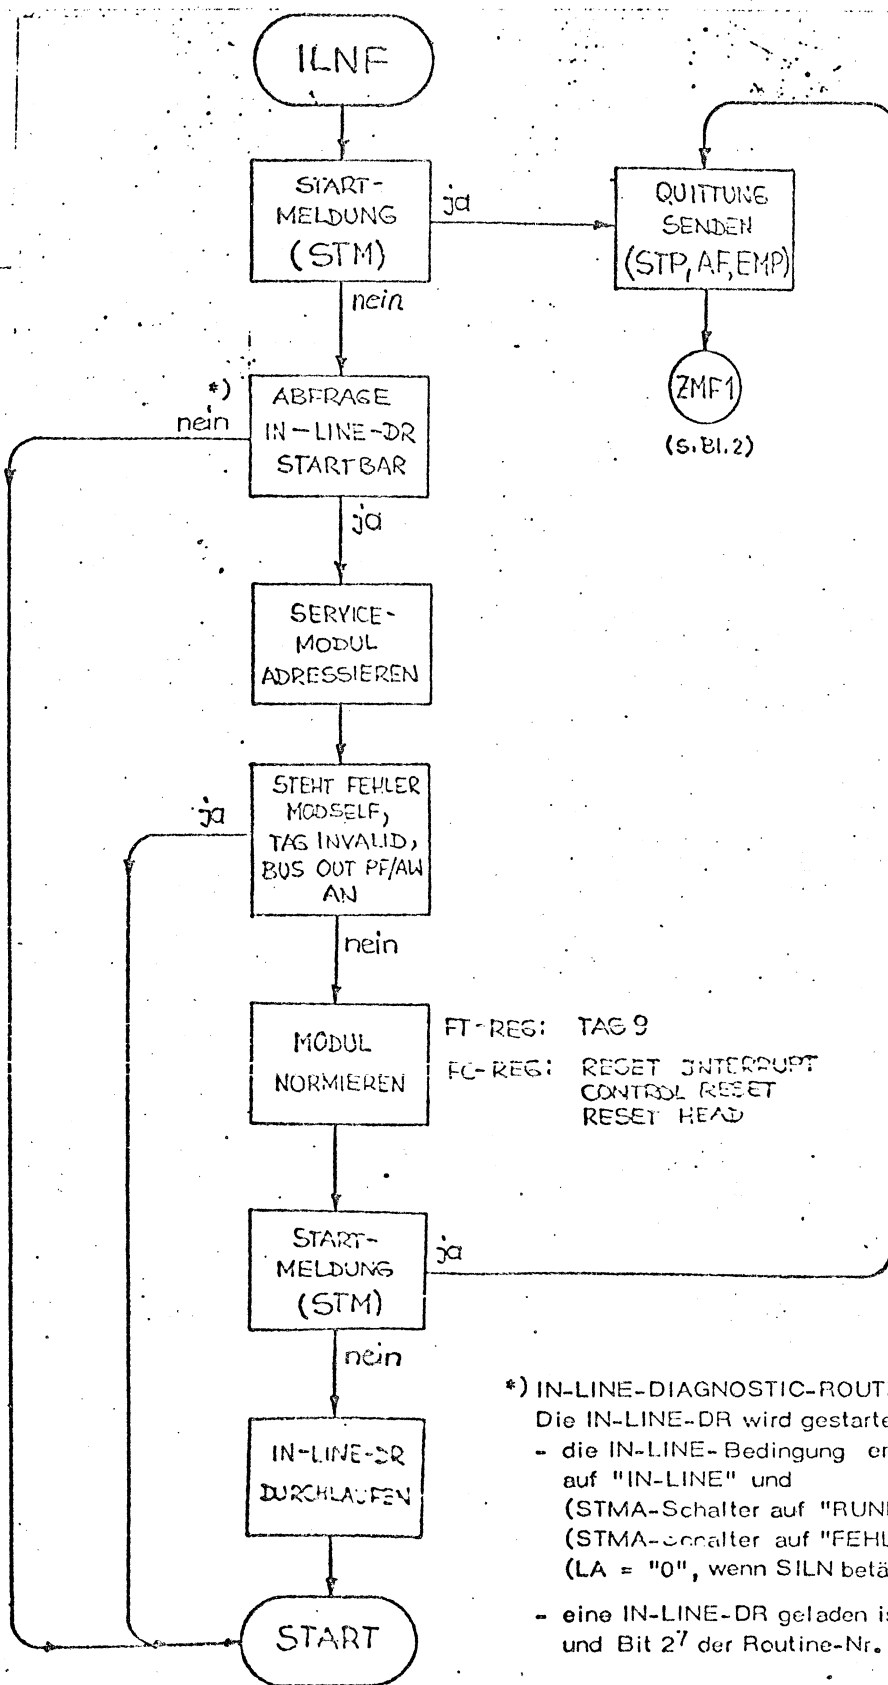 ILNF
START-
MELDUNG
(STM)
ja
nein
QUITTUNG
SENDEN
(STP, AF, EMP)
ZMF1
(S.Bl.2)
*)
nein
ABFRAGE
IN-LINE-DR
STARTBAR
ja
SERVICE-
MODUL
ADRESSIEREN
ja
STEHT FEHLER
MODSELF,
TAG INVALID,
BUS OUT PF/AW
AN
nein
MODUL
NORMIEREN
FT-REG: TAG 9
FC-REG: RESET INTERRUPT
CONTROL RESET
RESET HEAD
START-
MELDUNG
(STM)
ja
nein
IN-LINE-DR
DURCHLAUFEN
START
*) IN-LINE-DIAGNOSTIC-ROUT
Die IN-LINE-DR wird gestarte
- die IN-LINE-Bedingung er
auf "IN-LINE" und
(STMA-Schalter auf "RUN
(STMA-Schalter auf "FEHL
(LA = "0", wenn SILN betä
- eine IN-LINE-DR geladen is
und Bit 2⁷ der Routine-Nr.